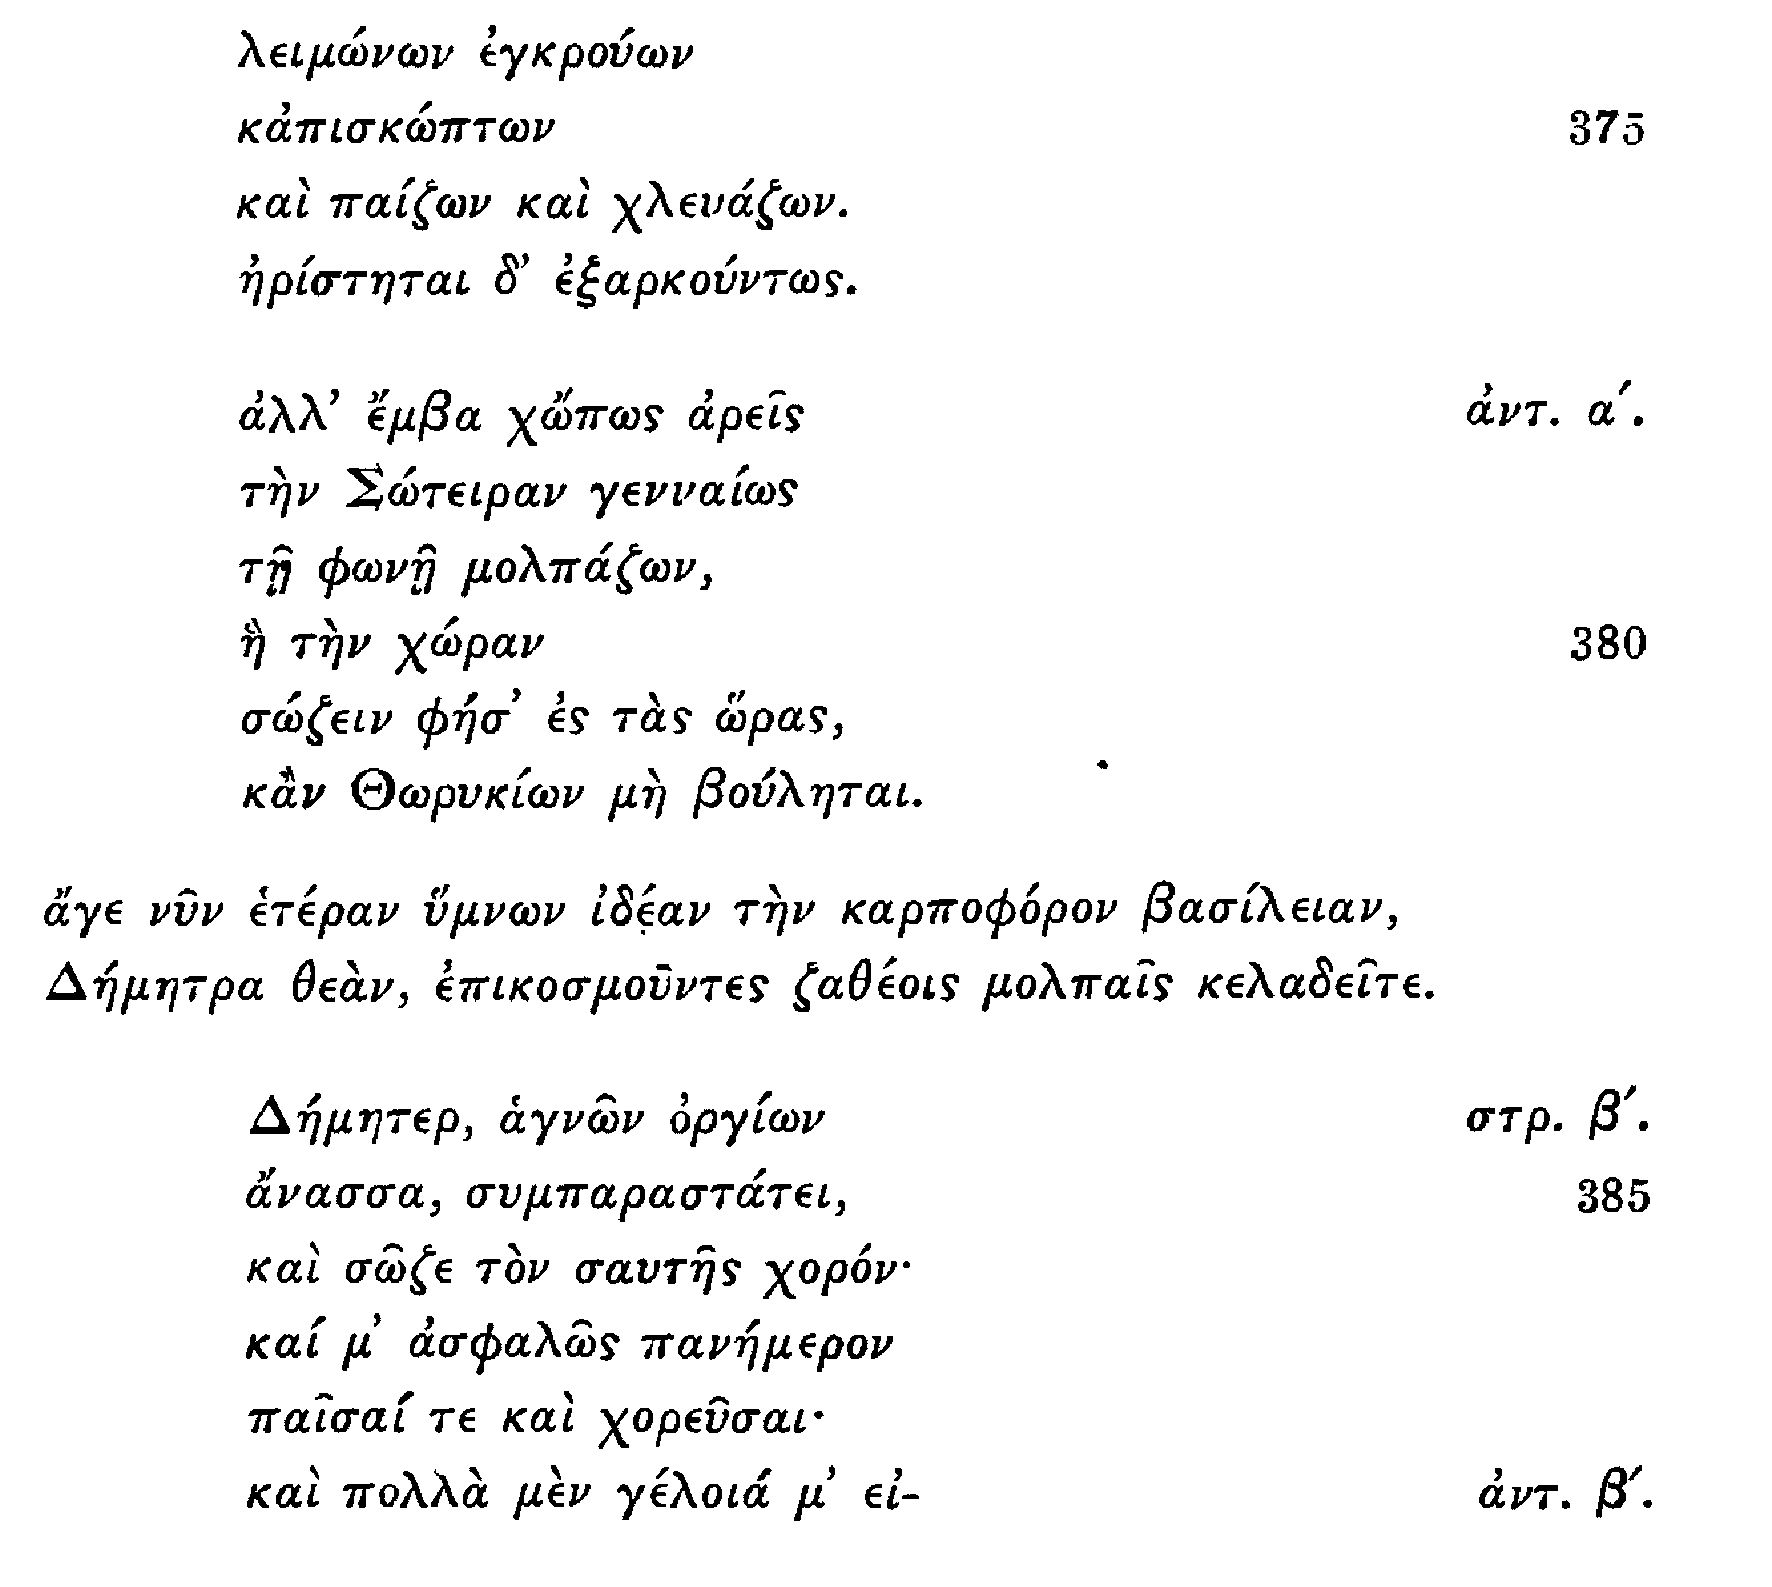 λειμώνων ἐγκρούων
κἀπισκώπτων 375
καὶ παίζων καὶ χλευάζων.
ἠρίστηται δ’ ἐξαρκούντως.
ἀλλ’ ἔμβα χὤπως ἀρεῖς ἀντ. α΄.
τὴν Σώτειραν γενναίως
τῇ φωνῇ μολπάζων,
ἣ τὴν χώραν 380
σώζειν φήσ’ ἐς τὰς ὥρας,
κἂν Θωρυκίων μὴ βούληται.
ἄγε νῦν ἑτέραν ὕμνων ἰδέαν τὴν καρποφόρον βασίλειαν,
Δήμητρα θεὰν, ἐπικοσμοῦντες ζαθέοις μολπαῖς κελαδεῖτε.
Δήμητερ, ἁγνῶν ὀργίων στρ. β΄.
ἄνασσα, συμπαραστάτει, 385
καὶ σῶζε τὸν σαυτῆς χορόν·
καί μ’ ἀσφαλῶς πανήμερον
παῖσαί τε καὶ χορεῦσαι·
καὶ πολλὰ μὲν γέλοιά μ’ εἰ- ἀντ. β΄.